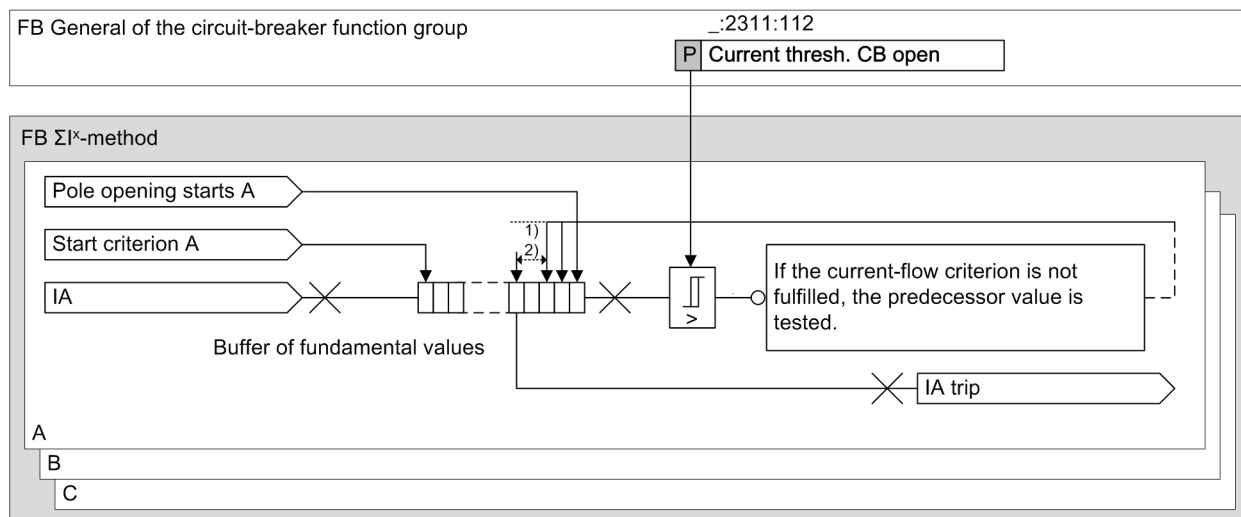 FB General of the circuit-breaker function group
_:2311:112
P Current thresh. CB open
FB ΣIˣ-method
Pole opening starts A
Start criterion A
1)
2)
IA
>
If the current-flow criterion is not
fulfilled, the predecessor value is
tested.
Buffer of fundamental values
IA trip
A
B
C